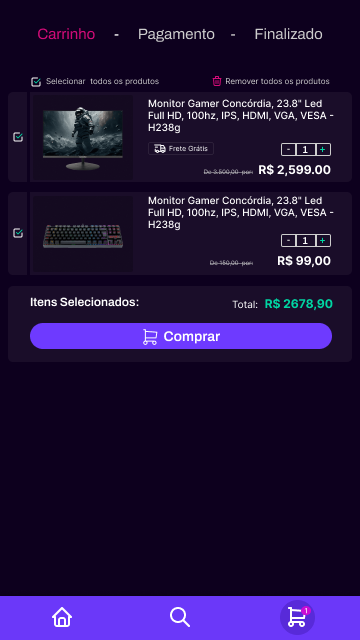 Carrinho - Pagamento - Finalizado
Selecionar todos os produtos
Remover todos os produtos
Monitor Gamer Concórdia, 23.8" Led
Full HD, 100hz, IPS, HDMI, VGA, VESA -
H238g
Frete Grátis
- 1 +
De 3.500,00 por: R$ 2,599.00
Monitor Gamer Concórdia, 23.8" Led
Full HD, 100hz, IPS, HDMI, VGA, VESA -
H238g
- 1 +
De 150,00 por: R$ 99,00
Itens Selecionados:
Total: R$ 2678,90
Comprar
1